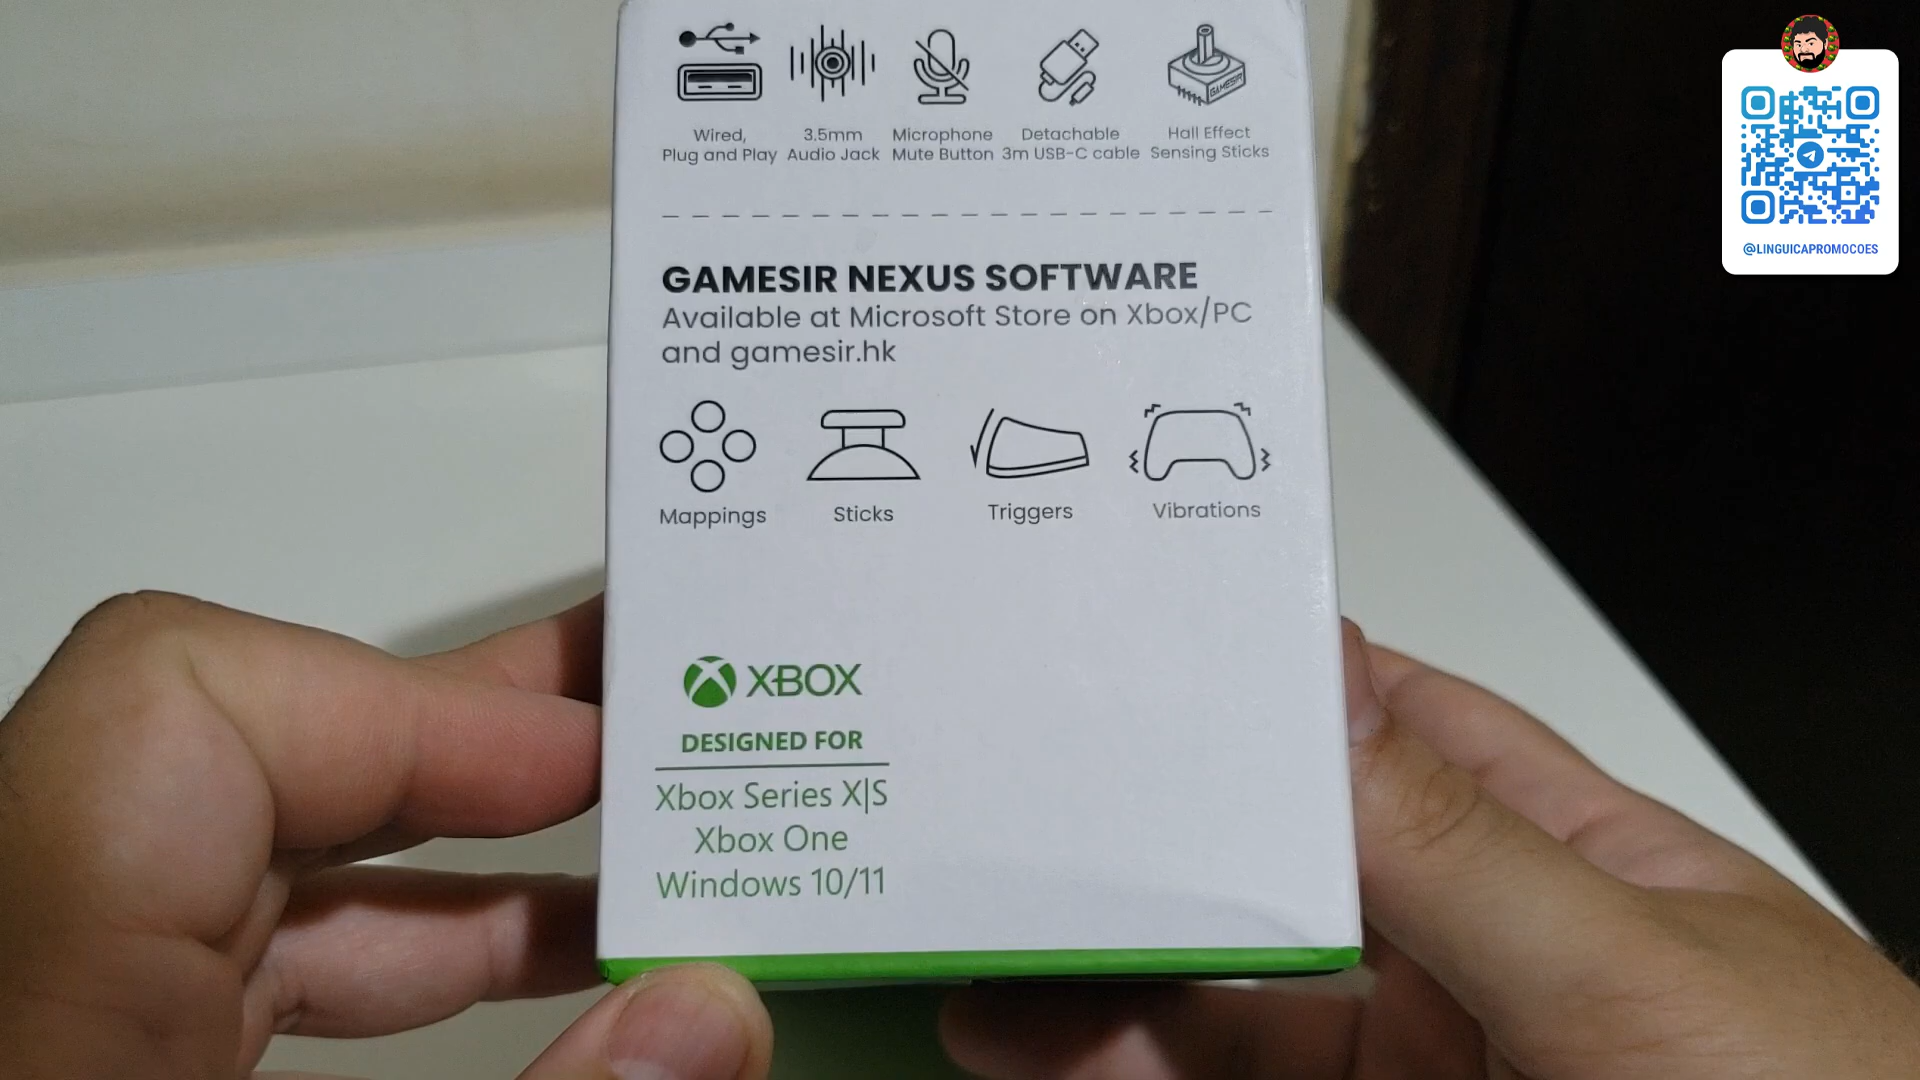 Wired,
Plug and Play
3.5mm
Audio Jack
Microphone
Mute Button
Detachable
3m USB-C cable
GAMESIR
Hall Effect
Sensing Sticks
GAMESIR NEXUS SOFTWARE
Available at Microsoft Store on Xbox/PC
and gamesir.hk
Mappings
Sticks
Triggers
Vibrations
XBOX
DESIGNED FOR
Xbox Series X|S
Xbox One
Windows 10/11
@LINGUICAPROMOCOES